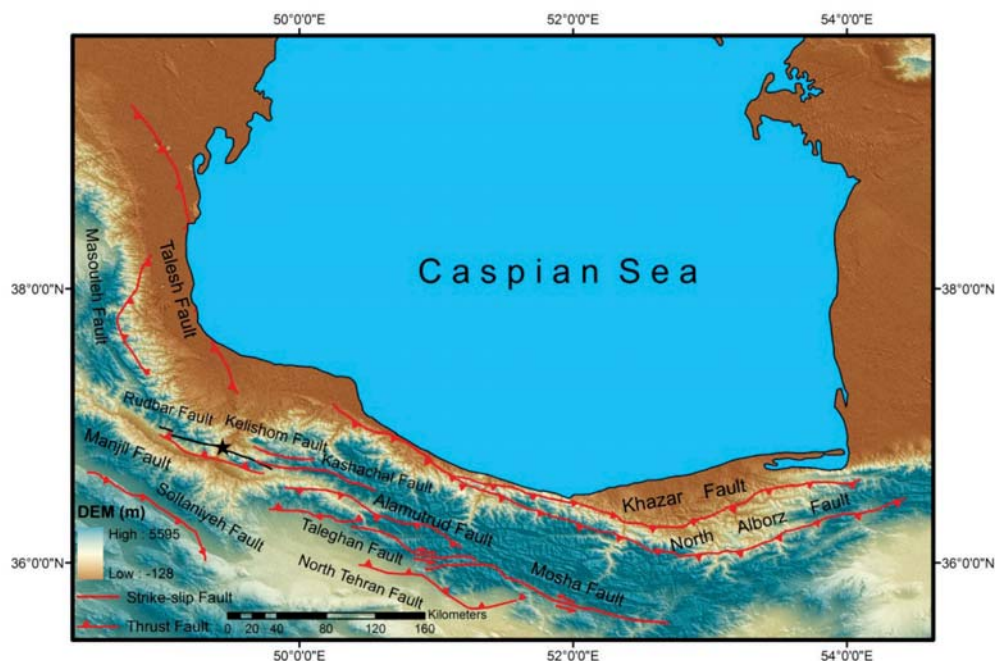 50°0'0"E 52°0'0"E 54°0'0"E
Caspian Sea
38°0'0"N 38°0'0"N
Masouleh Fault
Talesh Fault
Rudbar Fault
Kelishom Fault
Manjil Fault
Kashachal Fault
Khazar Fault
Sollaniyeh Fault
Alamutrud Fault
North Alborz Fault
DEM (m)
High : 5595
Low : -128
Taleghan Fault
36°0'0"N 36°0'0"N
North Tehran Fault
Mosha Fault
Strike-slip Fault
Thrust Fault
Kilometers
0 20 40 80 120 160
50°0'0"E 52°0'0"E 54°0'0"E